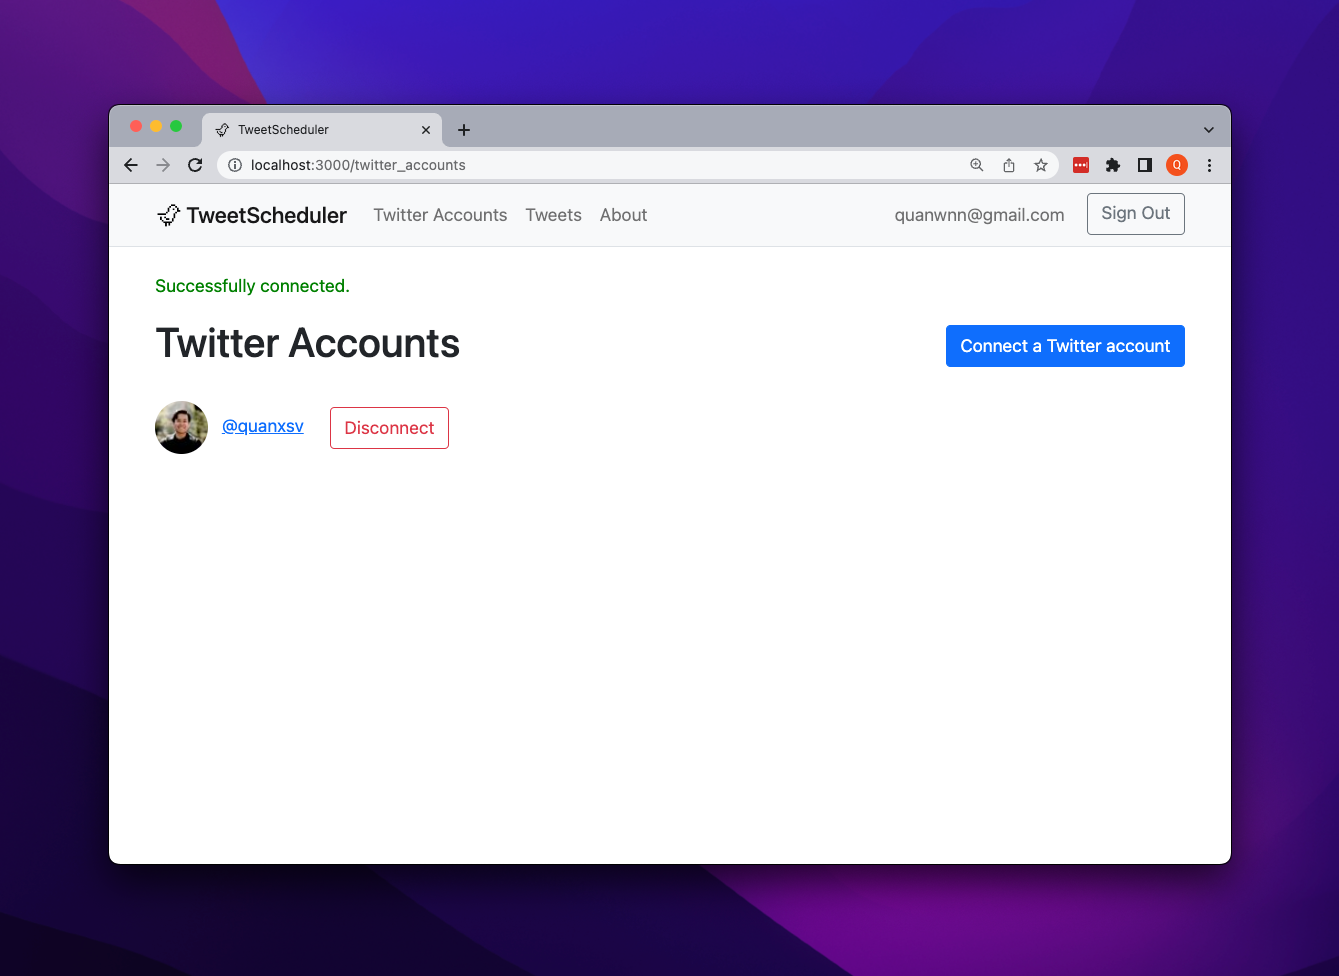 TweetScheduler
localhost:3000/twitter_accounts
Q
TweetScheduler Twitter Accounts Tweets About quanwnn@gmail.com Sign Out
Successfully connected.
Twitter Accounts Connect a Twitter account
@quanxsv Disconnect